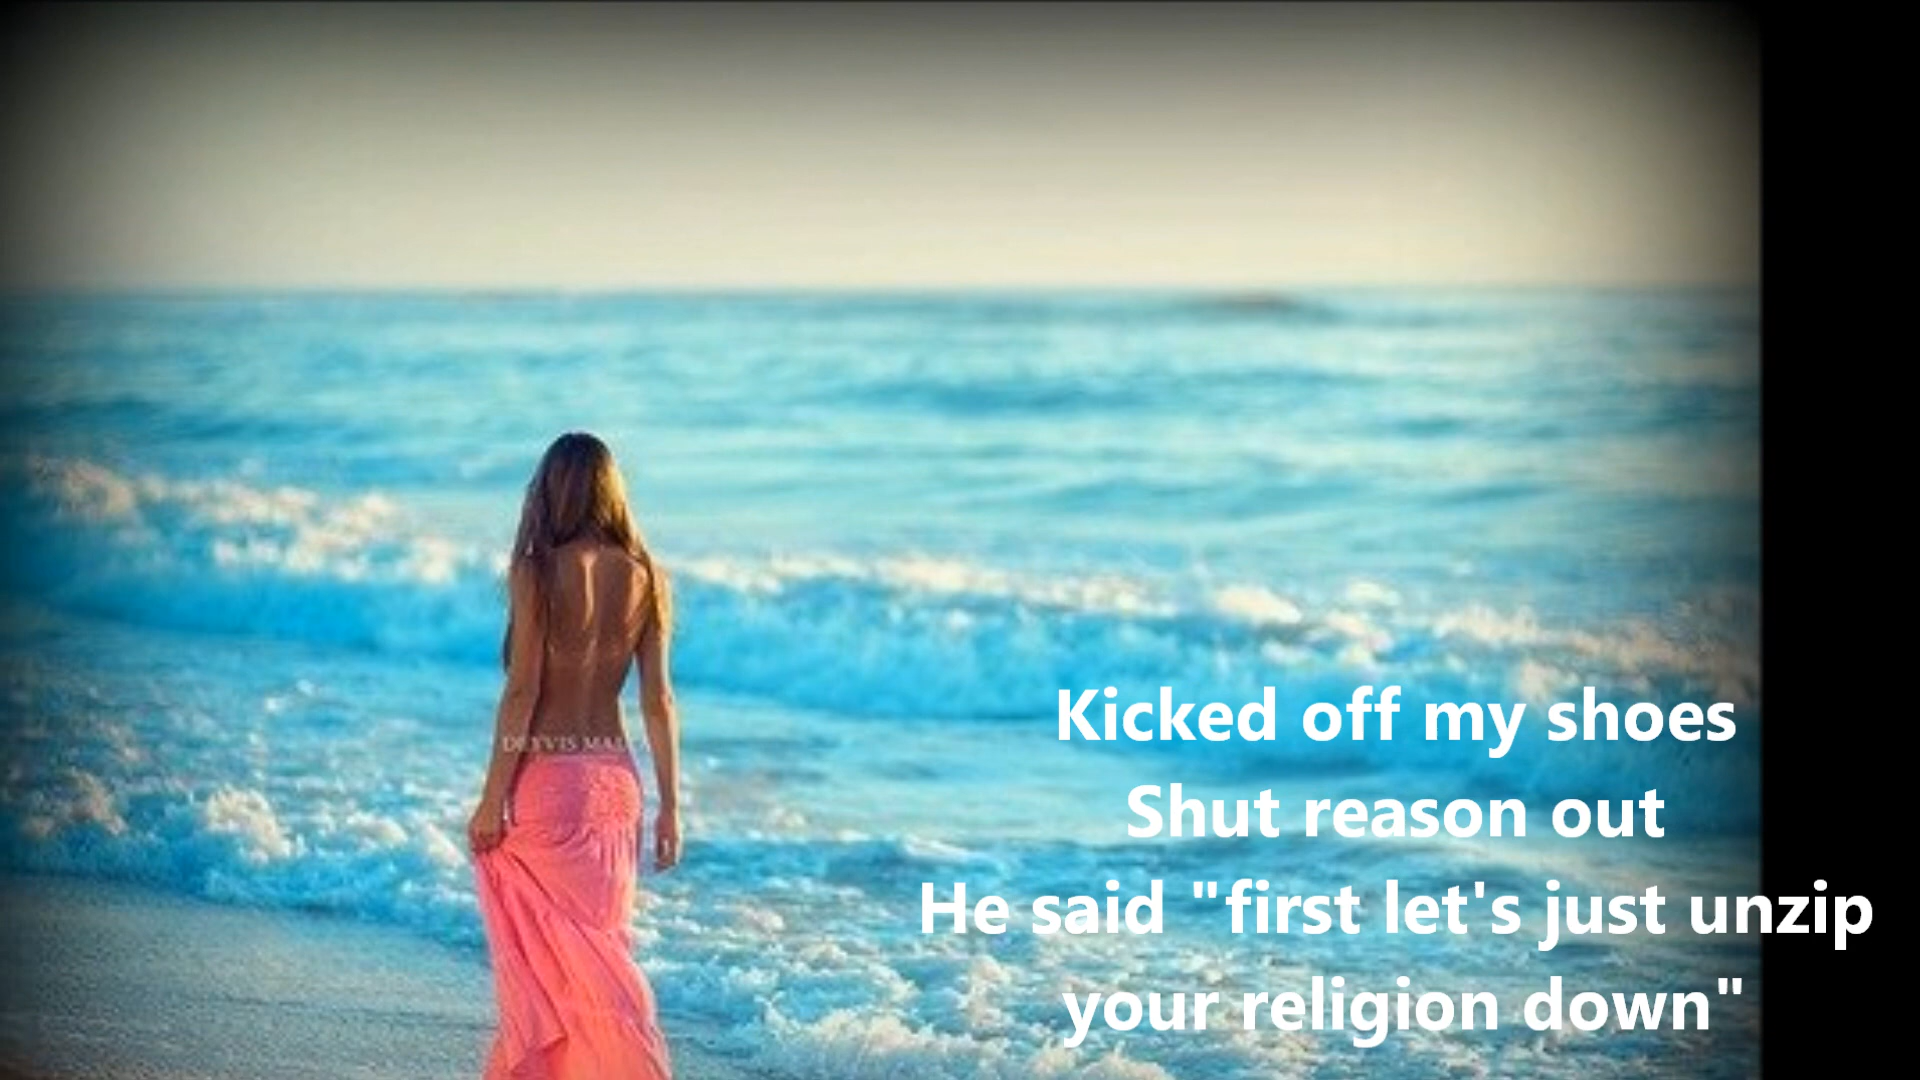 Kicked off my shoes
Shut reason out
He said "first let's just unzip
your religion down"